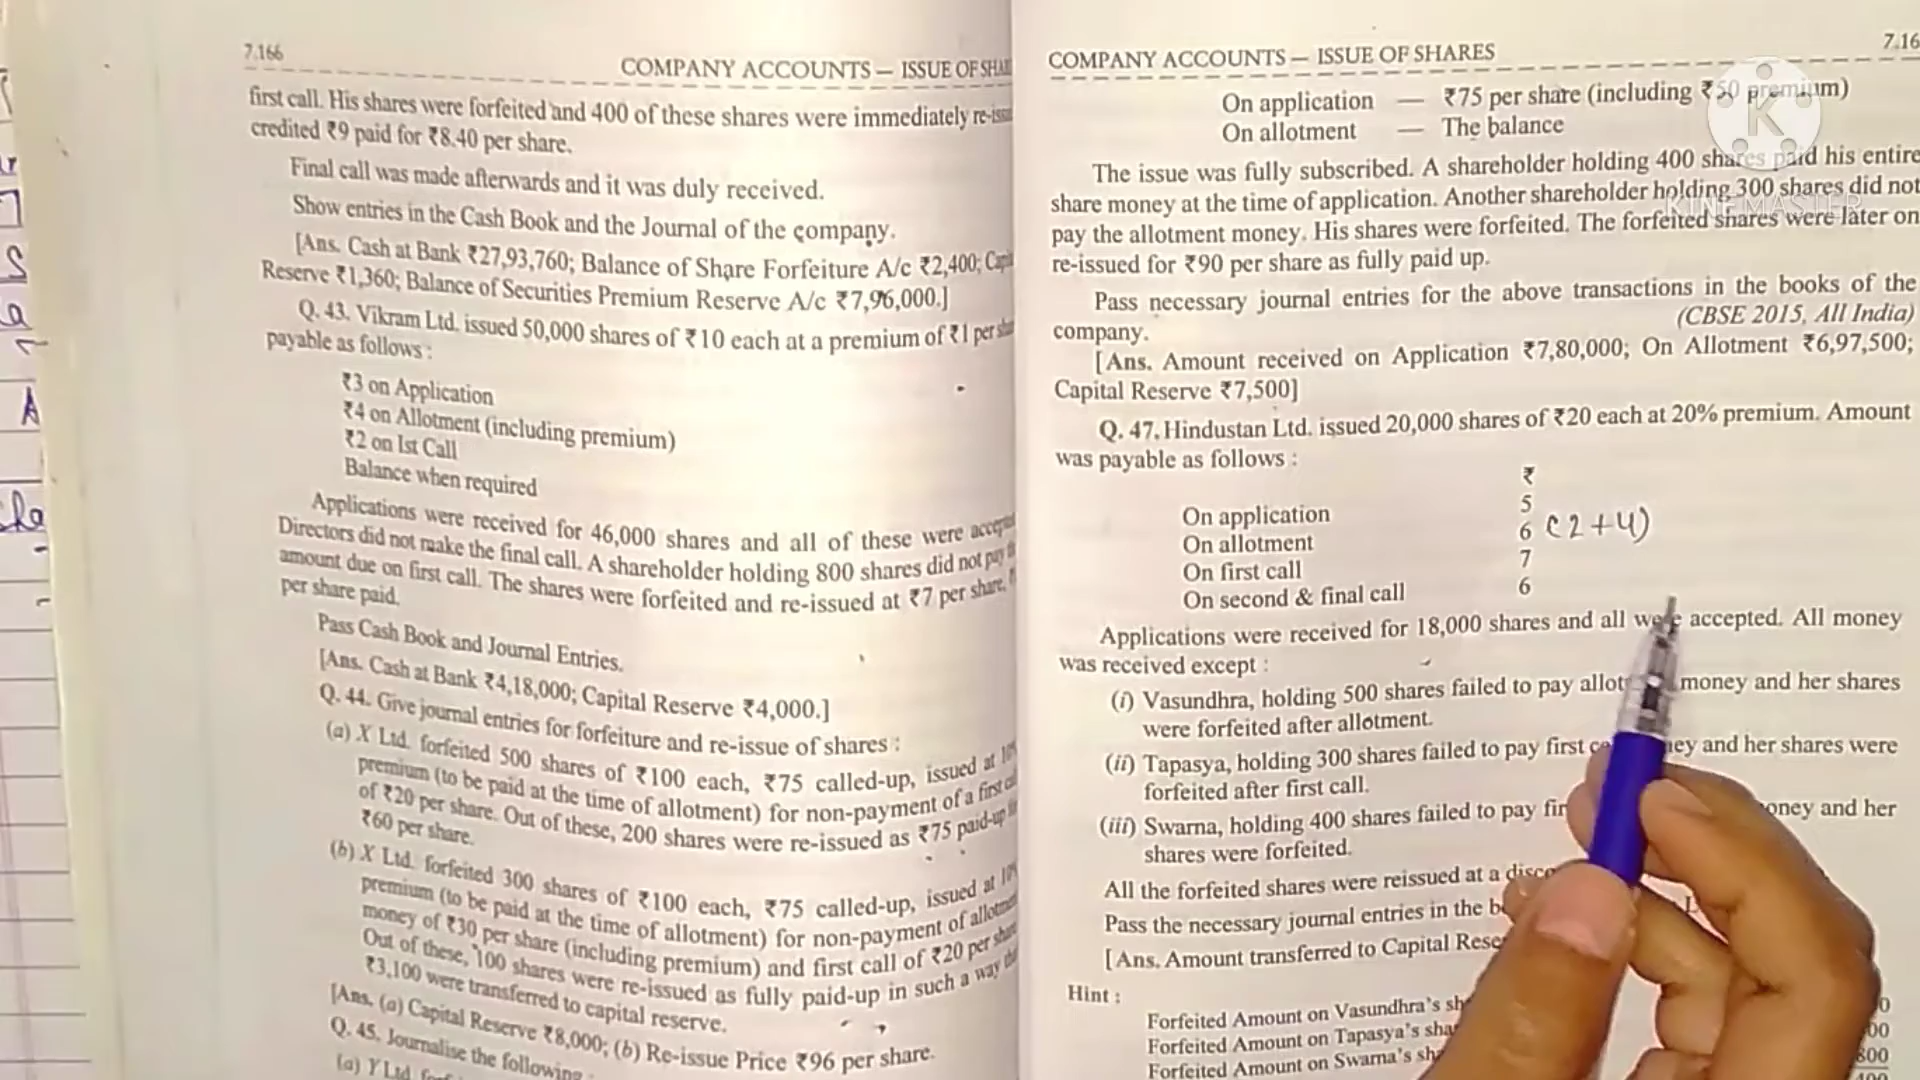 7.166
COMPANY ACCOUNTS — ISSUE OF SHA
first call. His shares were forfeited and 400 of these shares were immediately re-iss
credited ₹9 paid for ₹8.40 per share.
Final call was made afterwards and it was duly received.
Show entries in the Cash Book and the Journal of the company.
[Ans. Cash at Bank ₹27,93,760; Balance of Share Forfeiture A/c ₹2,400; Capi
Reserve ₹1,360; Balance of Securities Premium Reserve A/c ₹7,96,000.]
Q. 43. Vikram Ltd. issued 50,000 shares of ₹10 each at a premium of ₹1 per sha
payable as follows :
₹3 on Application
₹4 on Allotment (including premium)
₹2 on Ist Call
Balance when required
Applications were received for 46,000 shares and all of these were accept
Directors did not make the final call. A shareholder holding 800 shares did not pay th
amount due on first call. The shares were forfeited and re-issued at ₹7 per share,
per share paid.
Pass Cash Book and Journal Entries.
[Ans. Cash at Bank ₹4,18,000; Capital Reserve ₹4,000.]
Q. 44. Give journal entries for forfeiture and re-issue of shares :
(a) X Ltd. forfeited 500 shares of ₹100 each, ₹75 called-up, issued at 10%
premium (to be paid at the time of allotment) for non-payment of a first cal
of ₹20 per share. Out of these, 200 shares were re-issued as ₹75 paid-up
₹60 per share.
(b) X Ltd. forfeited 300 shares of ₹100 each, ₹75 called-up, issued at 10%
premium (to be paid at the time of allotment) for non-payment of allotmen
money of ₹30 per share (including premium) and first call of ₹20 per share
Out of these, 100 shares were re-issued as fully paid-up in such a way tha
₹3,100 were transferred to capital reserve.
[Ans. (a) Capital Reserve ₹8,000; (b) Re-issue Price ₹96 per share.
Q. 45. Journalise the following :
(a) Y Ltd. forf
COMPANY ACCOUNTS — ISSUE OF SHARES
7.16
On application — ₹75 per share (including ₹50 premium)
On allotment — The balance
The issue was fully subscribed. A shareholder holding 400 shares paid his entire
share money at the time of application. Another shareholder holding 300 shares did not
pay the allotment money. His shares were forfeited. The forfeited shares were later on
re-issued for ₹90 per share as fully paid up.
Pass necessary journal entries for the above transactions in the books of the
company.
(CBSE 2015, All India)
[Ans. Amount received on Application ₹7,80,000; On Allotment ₹6,97,500;
Capital Reserve ₹7,500]
Q. 47. Hindustan Ltd. issued 20,000 shares of ₹20 each at 20% premium. Amount
was payable as follows :
₹
On application 5
On allotment 6 (2+4)
On first call 7
On second & final call 6
Applications were received for 18,000 shares and all were accepted. All money
was received except :
(i) Vasundhra, holding 500 shares failed to pay allot money and her shares
were forfeited after allotment.
(ii) Tapasya, holding 300 shares failed to pay first c ey and her shares were
forfeited after first call.
(iii) Swarna, holding 400 shares failed to pay fin oney and her
shares were forfeited.
All the forfeited shares were reissued at a disco
Pass the necessary journal entries in the b
[Ans. Amount transferred to Capital Rese
Hint :
Forfeited Amount on Vasundhra's sh 0
Forfeited Amount on Tapasya's sha 00
Forfeited Amount on Swarna's sh 800
K
KINEMASTER